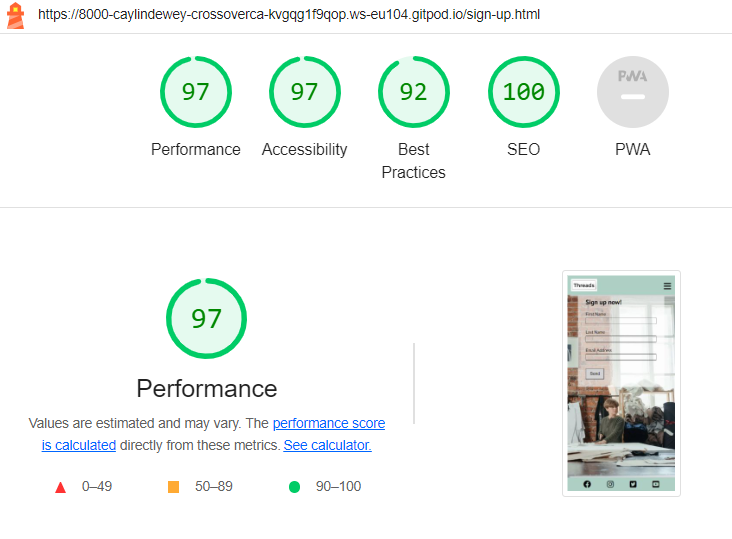 https://8000-caylindewey-crossoverca-kvgqg1f9qop.ws-eu104.gitpod.io/sign-up.html
97 97 92 100 PWA
Performance Accessibility Best Practices SEO PWA
97
Performance
Values are estimated and may vary. The performance score
is calculated directly from these metrics. See calculator.
0–49 50–89 90–100
Threads
Sign up now!
First Name
Last Name
Email Address
Send